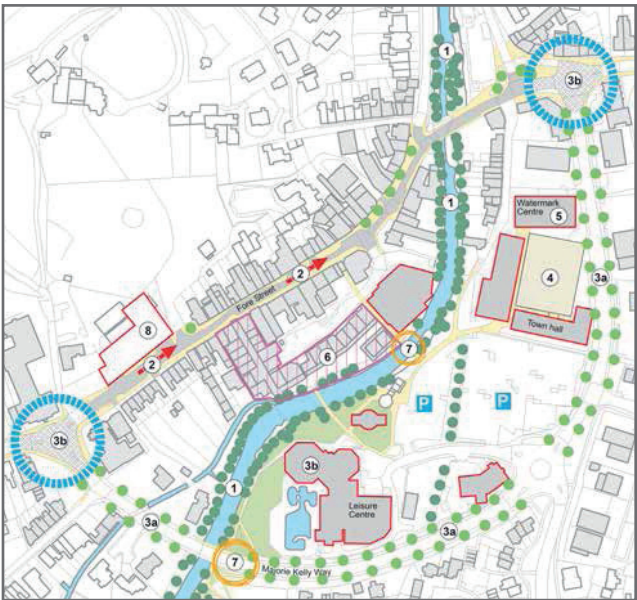 1
3b
1
Watermark
Centre
5
4
3a
2
Fore Street
Town hall
8
2
6
7
P
P
3b
3b
1
Leisure
Centre
3a
3a
7
Marjorie Kelly Way